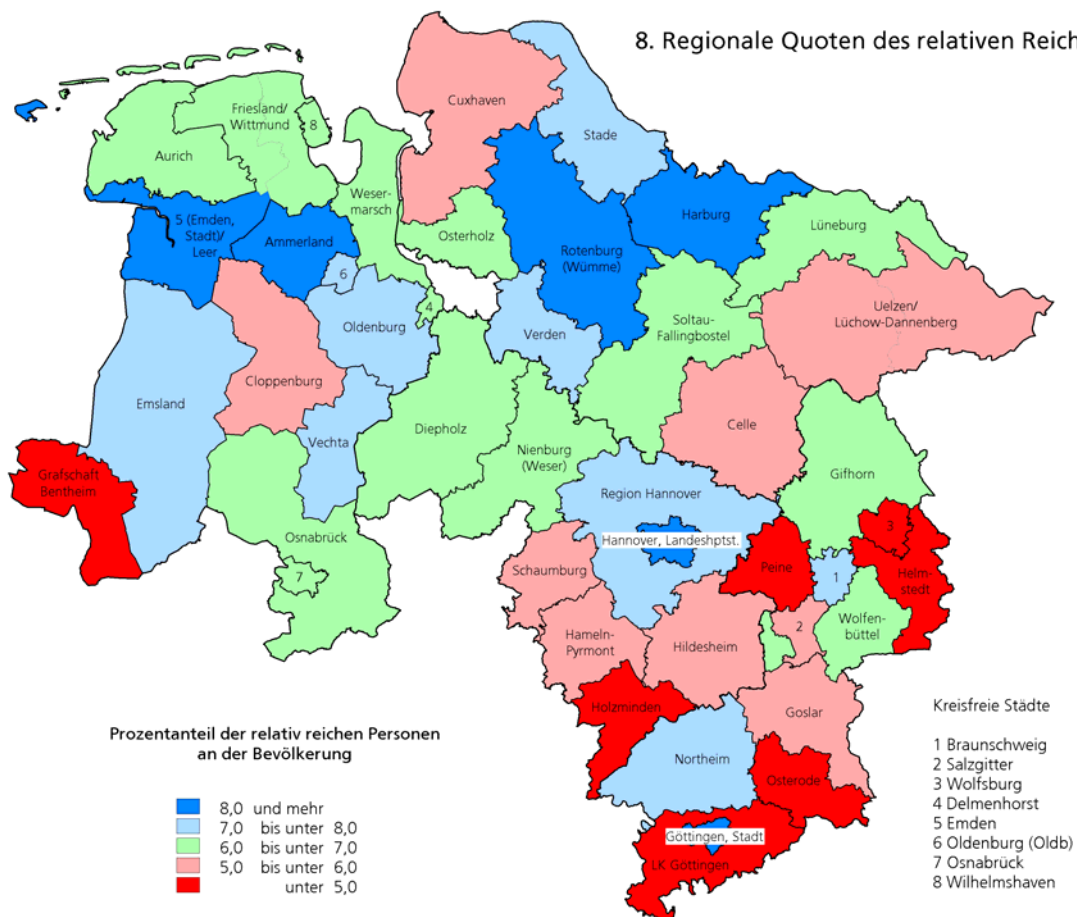 8. Regionale Quoten des relativen Reich
Cuxhaven
Stade
Friesland/
Wittmund
8
Aurich
Weser-
marsch
Harburg
5 (Emden,
Stadt)/
Leer
Ammerland
Osterholz
Rotenburg
(Wümme)
Lüneburg
6
4
Oldenburg
Verden
Soltau-
Fallingbostel
Uelzen/
Lüchow-Dannenberg
Cloppenburg
Emsland
Vechta
Diepholz
Celle
Nienburg
(Weser)
Gifhorn
Grafschaft
Bentheim
Region Hannover
Osnabrück
Hannover, Landeshptst.
3
7
Schaumburg
Peine
1
Helm-
stedt
Hameln-
Pyrmont
Hildesheim
2
Wolfen-
büttel
Holzminden
Goslar
Northeim
Osterode
Göttingen, Stadt
LK Göttingen
Prozentanteil der relativ reichen Personen
an der Bevölkerung
8,0 und mehr
7,0 bis unter 8,0
6,0 bis unter 7,0
5,0 bis unter 6,0
unter 5,0
Kreisfreie Städte
1 Braunschweig
2 Salzgitter
3 Wolfsburg
4 Delmenhorst
5 Emden
6 Oldenburg (Oldb)
7 Osnabrück
8 Wilhelmshaven